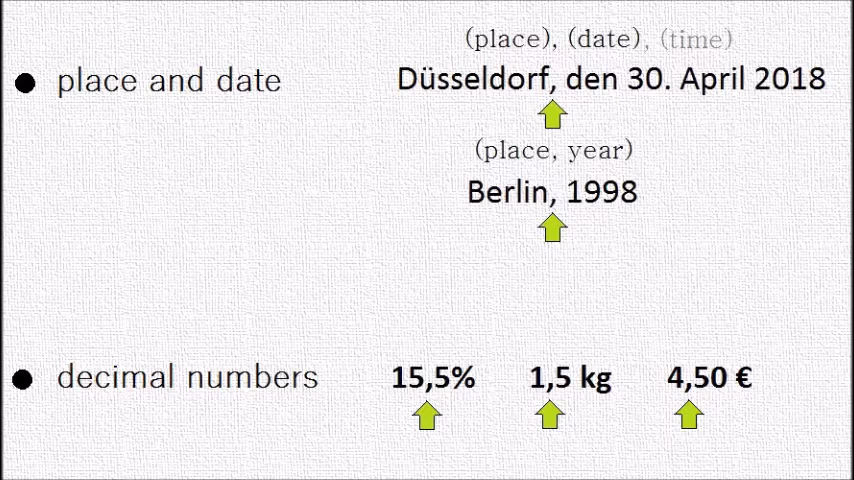 (place), (date), (time)
● place and date Düsseldorf, den 30. April 2018
(place, year)
Berlin, 1998
● decimal numbers 15,5% 1,5 kg 4,50 €